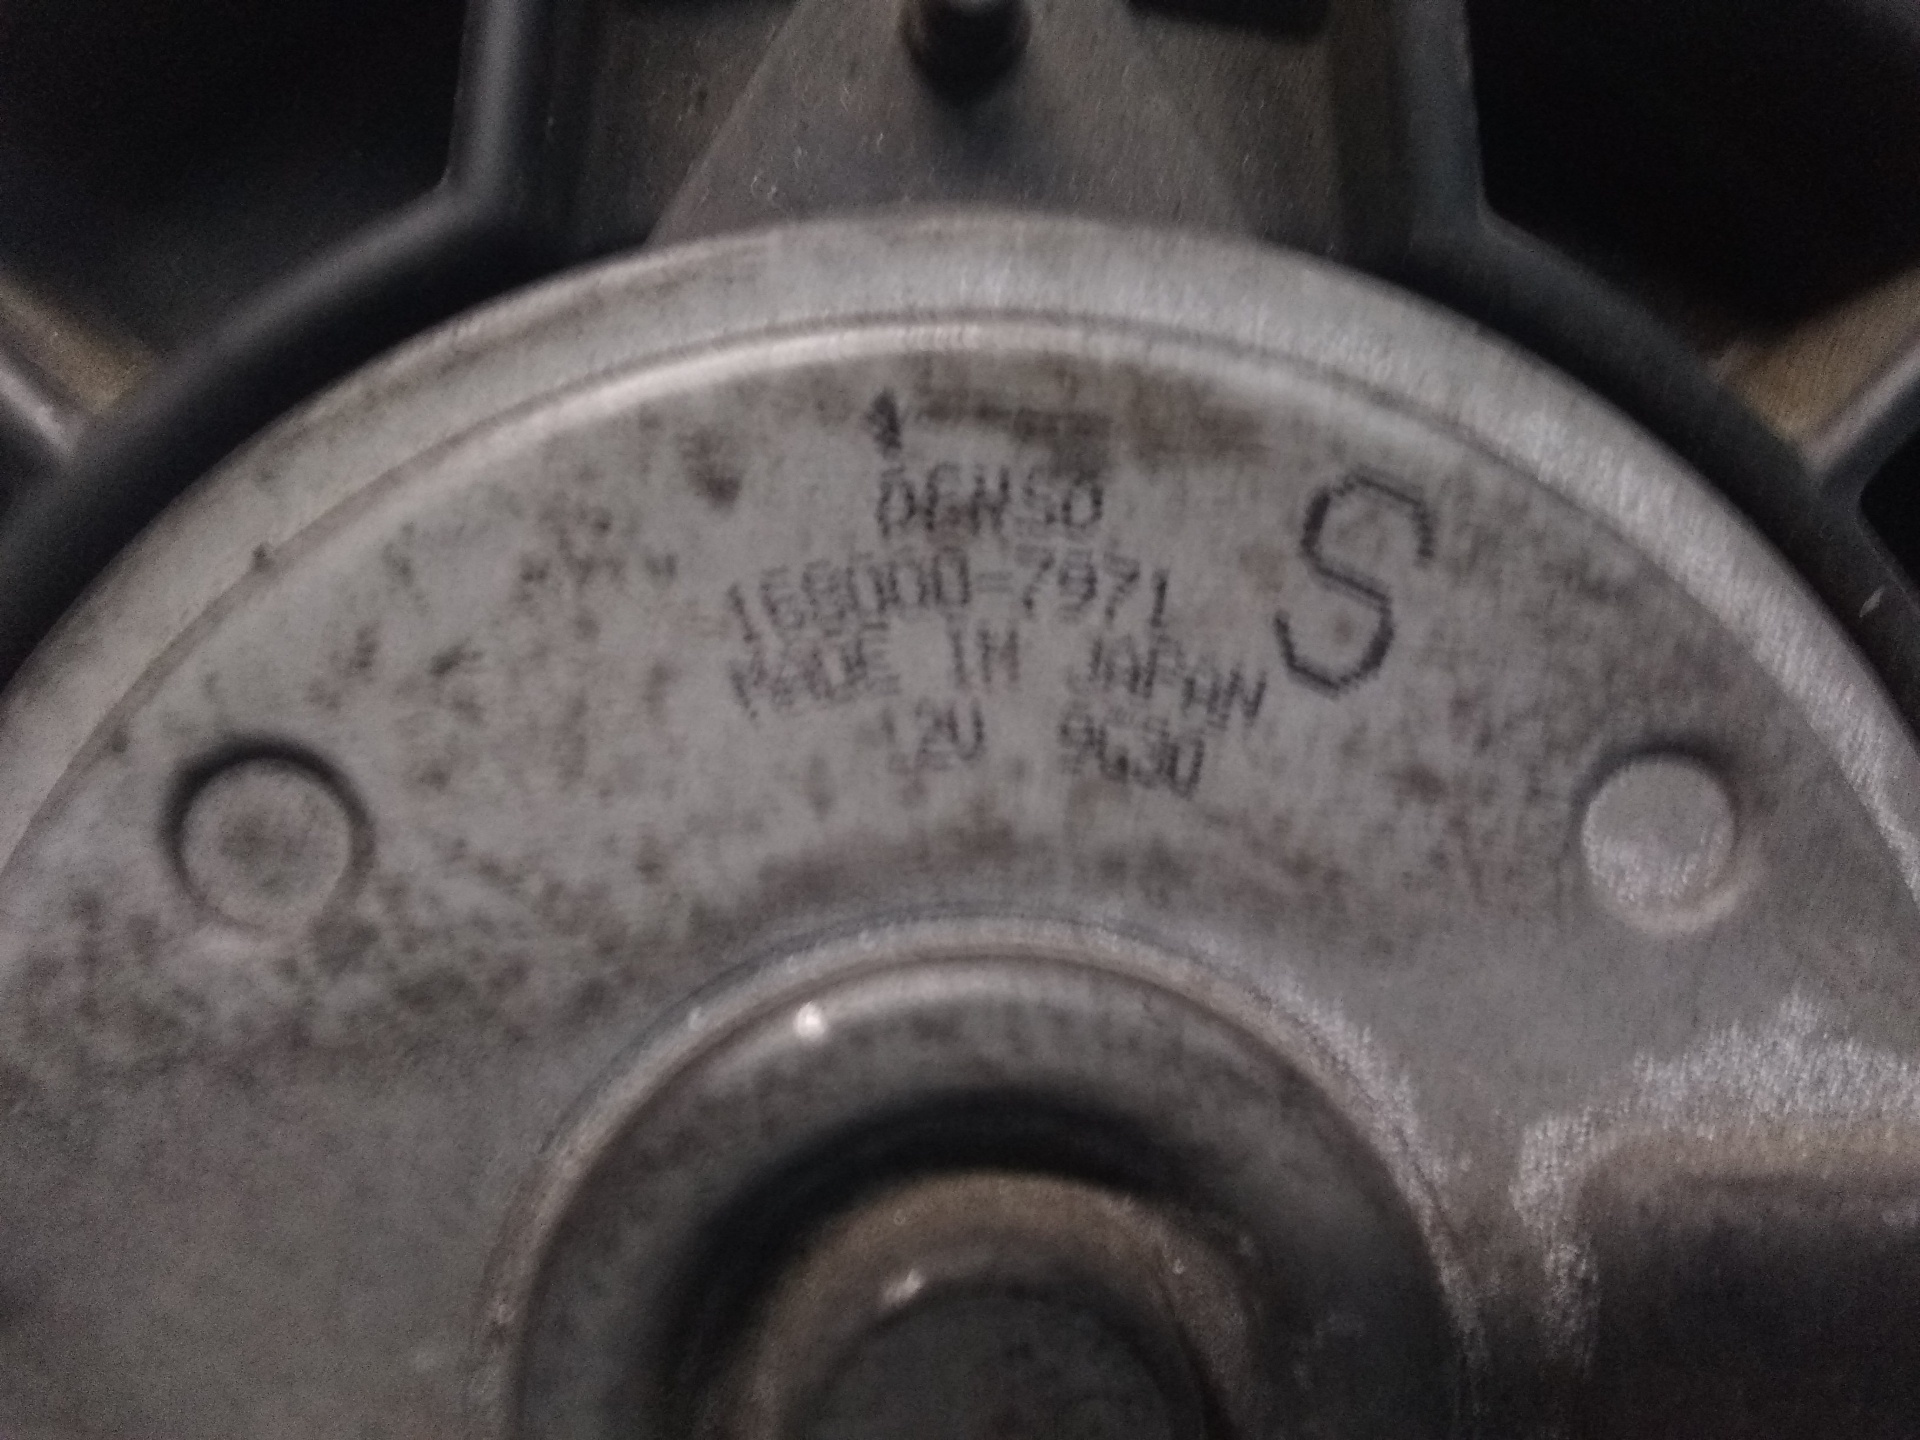 DENSO
S
168000-7971
MADE IN JAPAN
12V 9G30